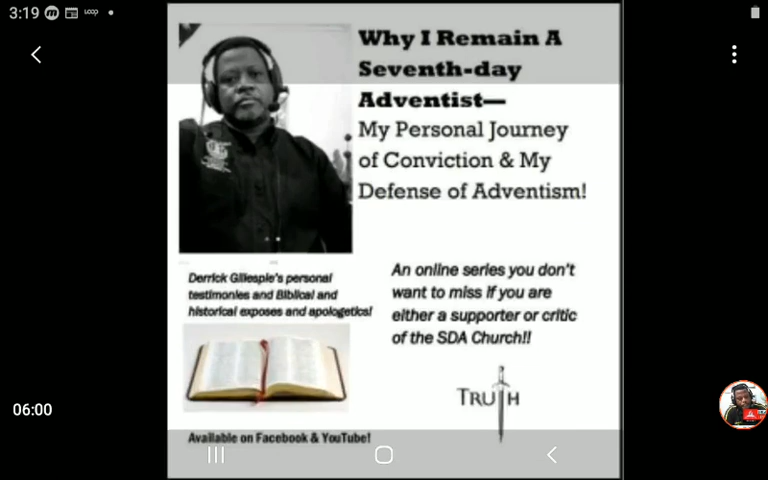 3:19
LOOP
Why I Remain A
Seventh-day
Adventist—
My Personal Journey
of Conviction & My
Defense of Adventism!
Derrick Gillespie's personal
testimonies and Biblical and
historical exposes and apologetics!
An online series you don't
want to miss if you are
either a supporter or critic
of the SDA Church!!
TRUTH
06:00
Available on Facebook & YouTube!